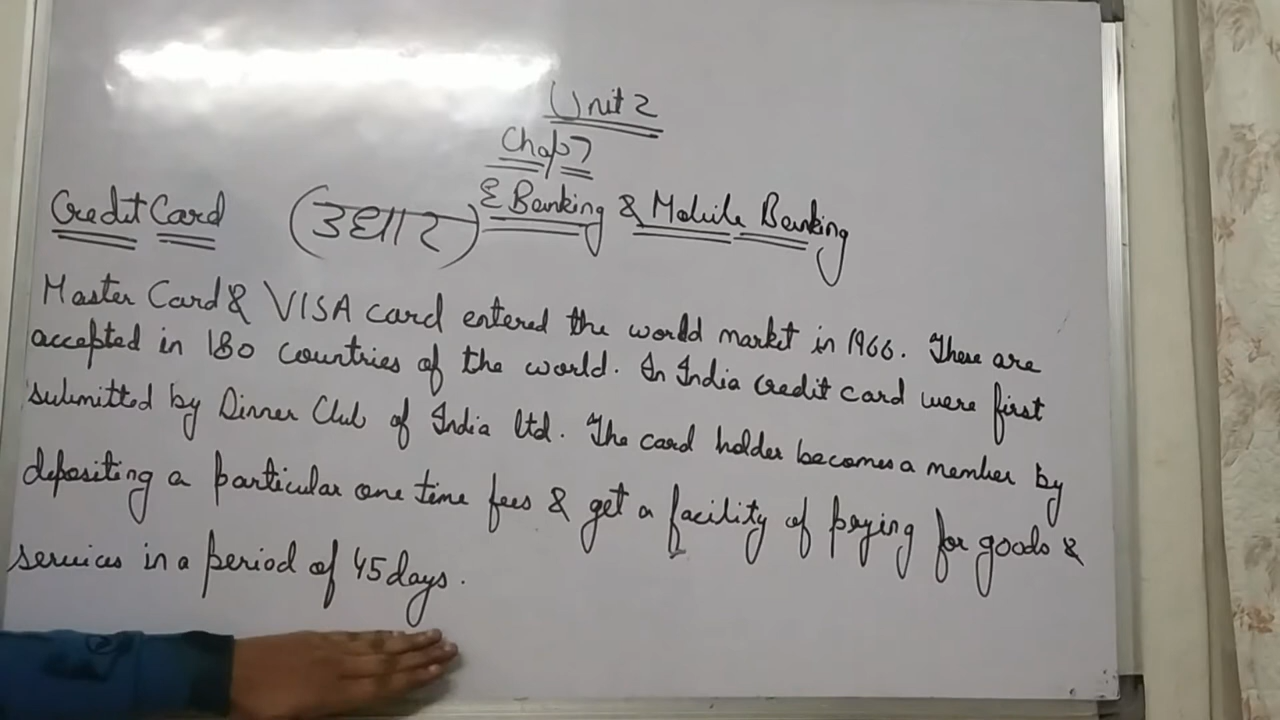 Unit 2
Chap 7
E Banking & Mobile Banking
Credit Card (उधार)
Master Card & VISA card entered the world market in 1966. These are
accepted in 180 countries of the world. In India credit card were first
submitted by Dinner Club of India ltd. The card holder becomes a member by
depositing a particular one time fees & get a facility of paying for goods &
services in a period of 45 days.